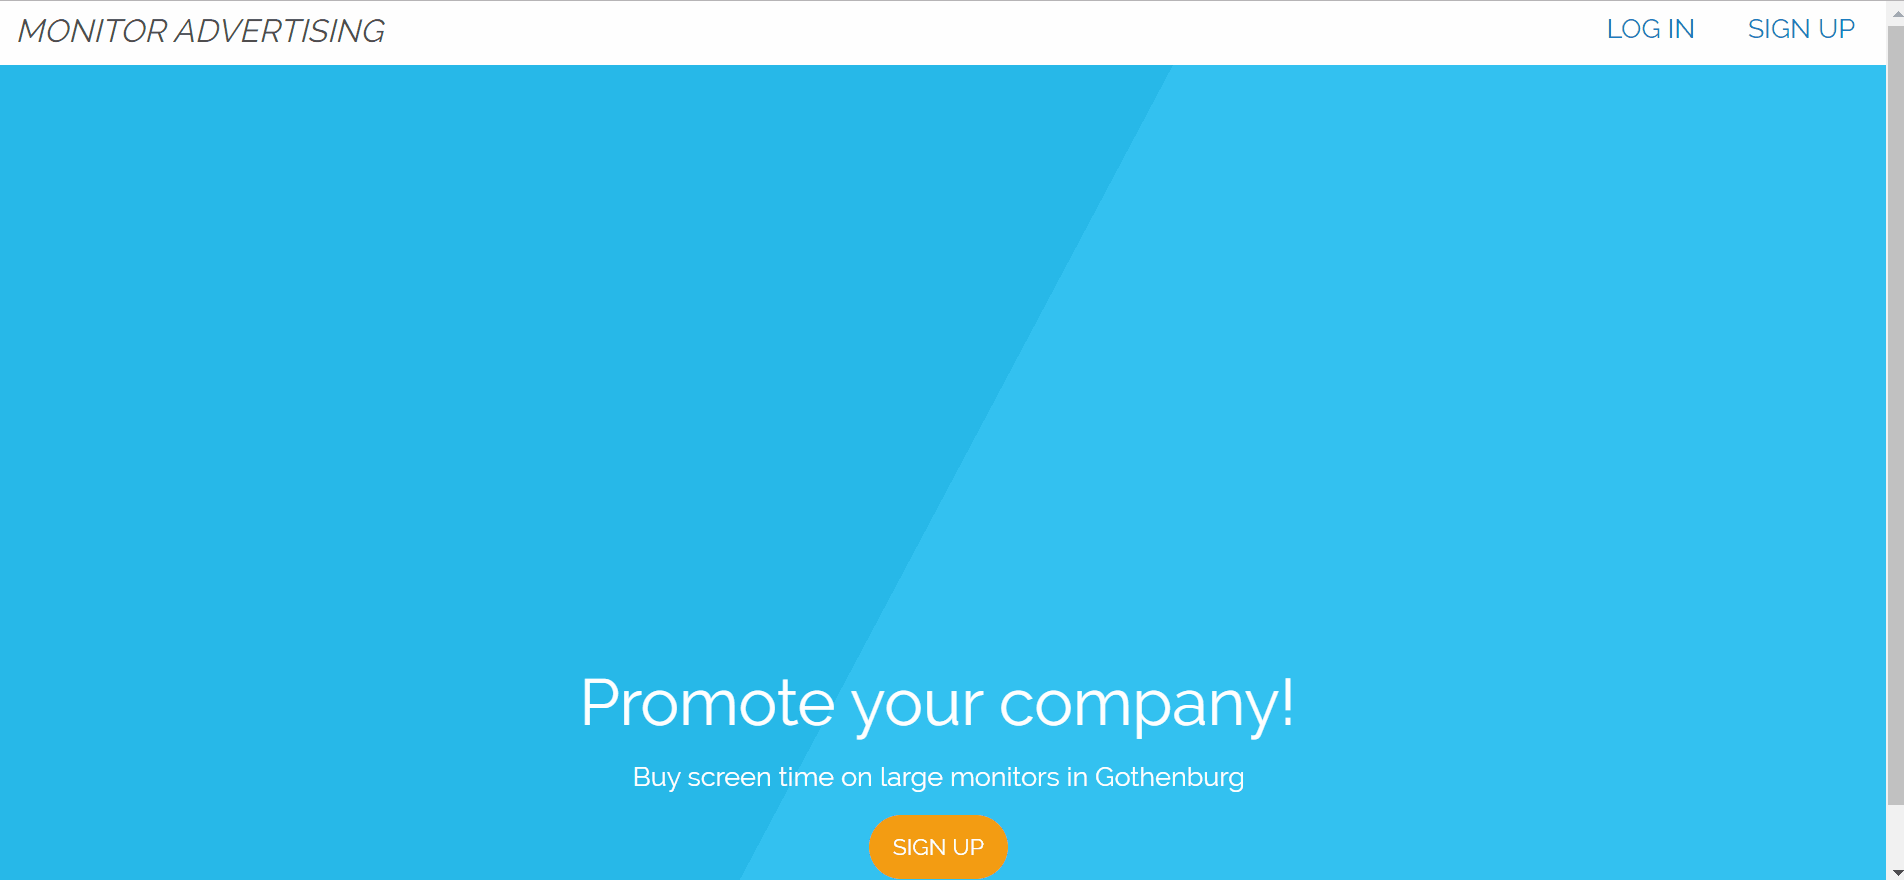 MONITOR ADVERTISING
LOG IN
SIGN UP
Promote your company!
Buy screen time on large monitors in Gothenburg
SIGN UP